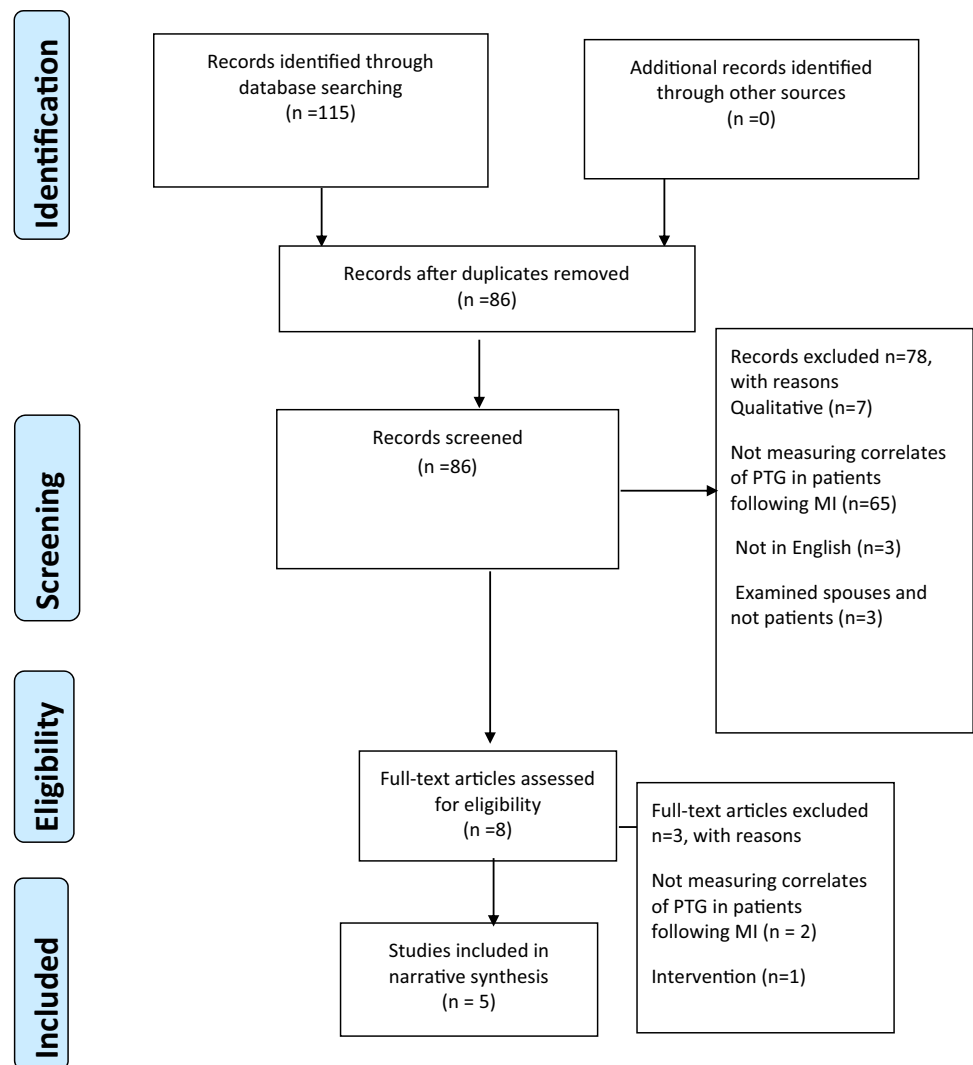 Identification
Records identified through
database searching
(n =115)
Additional records identified
through other sources
(n =0)
Records after duplicates removed
(n =86)
Screening
Records screened
(n =86)
Records excluded n=78,
with reasons
Qualitative (n=7)
Not measuring correlates
of PTG in patients
following MI (n=65)
Not in English (n=3)
Examined spouses and
not patients (n=3)
Eligibility
Full-text articles assessed
for eligibility
(n =8)
Full-text articles excluded
n=3, with reasons
Not measuring correlates
of PTG in patients
following MI (n = 2)
Intervention (n=1)
Included
Studies included in
narrative synthesis
(n = 5)